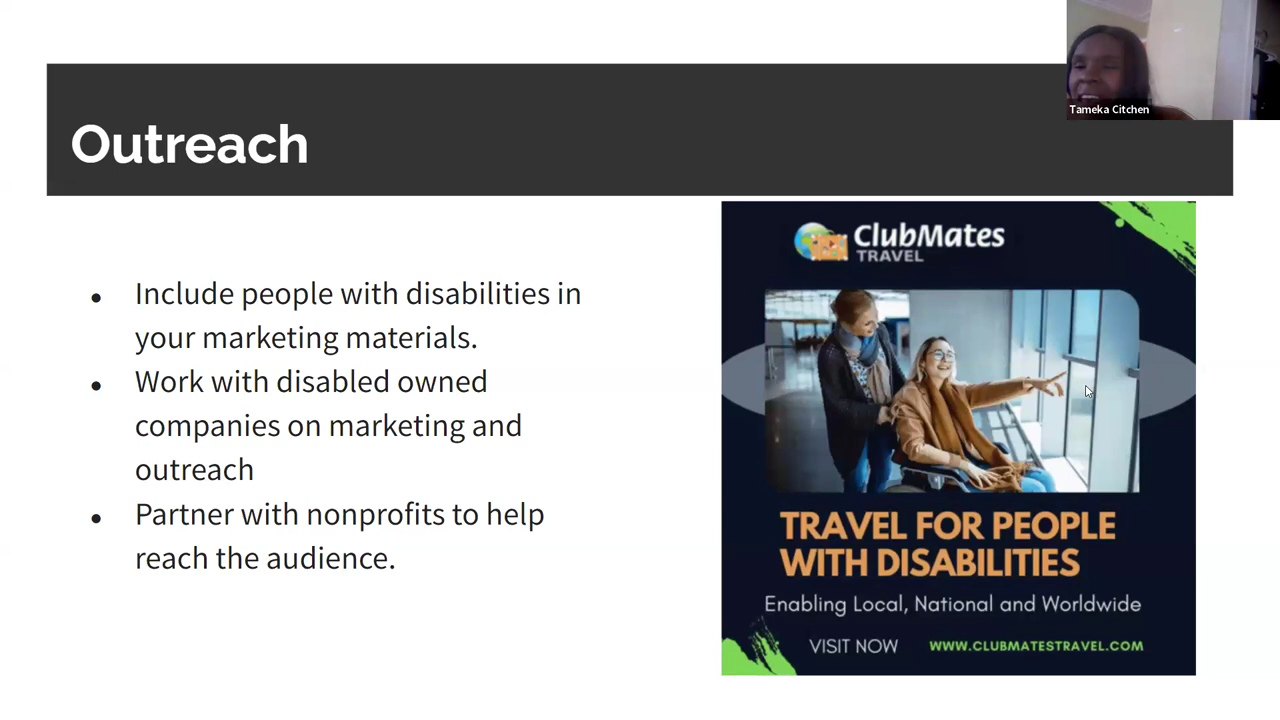 Tameka Citchen
Outreach
● Include people with disabilities in
your marketing materials.
● Work with disabled owned
companies on marketing and
outreach
● Partner with nonprofits to help
reach the audience.
ClubMates
TRAVEL
TRAVEL FOR PEOPLE
WITH DISABILITIES
Enabling Local, National and Worldwide
VISIT NOW WWW.CLUBMATESTRAVEL.COM